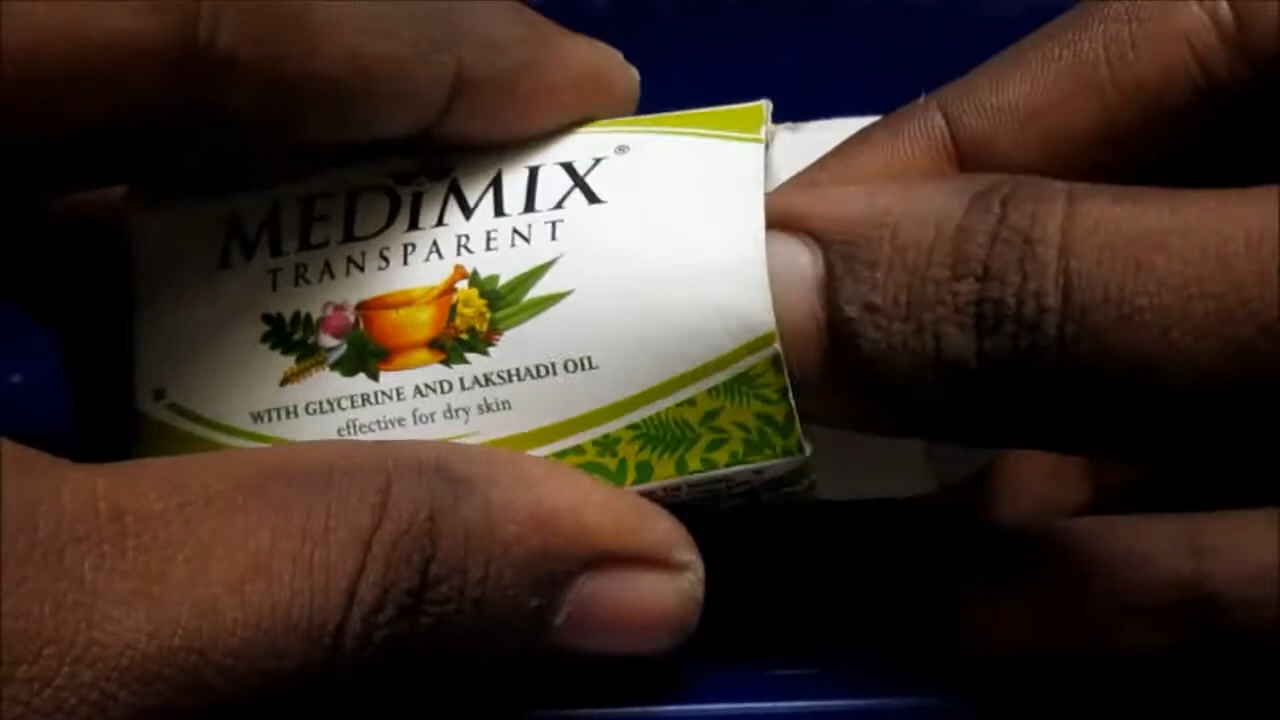 MEDiMIX®
TRANSPARENT
WITH GLYCERINE AND LAKSHADI OIL
effective for dry skin